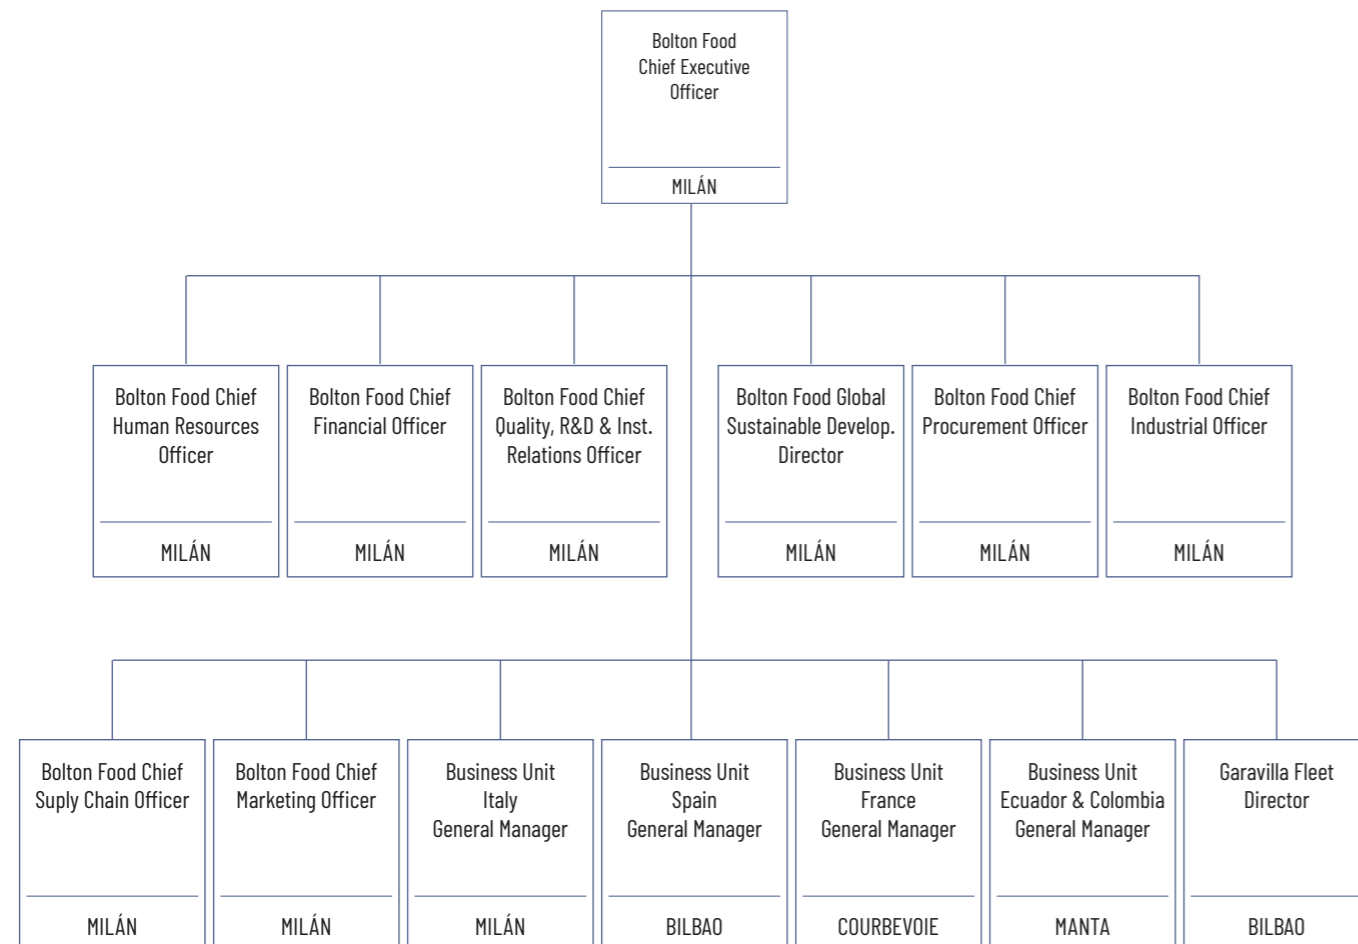 Bolton Food
Chief Executive
Officer
MILÁN
Bolton Food Chief
Human Resources
Officer
MILÁN
Bolton Food Chief
Financial Officer
MILÁN
Bolton Food Chief
Quality, R&D & Inst.
Relations Officer
MILÁN
Bolton Food Global
Sustainable Develop.
Director
MILÁN
Bolton Food Chief
Procurement Officer
MILÁN
Bolton Food Chief
Industrial Officer
MILÁN
Bolton Food Chief
Suply Chain Officer
MILÁN
Bolton Food Chief
Marketing Officer
MILÁN
Business Unit
Italy
General Manager
MILÁN
Business Unit
Spain
General Manager
BILBAO
Business Unit
France
General Manager
COURBEVOIE
Business Unit
Ecuador & Colombia
General Manager
MANTA
Garavilla Fleet
Director
BILBAO